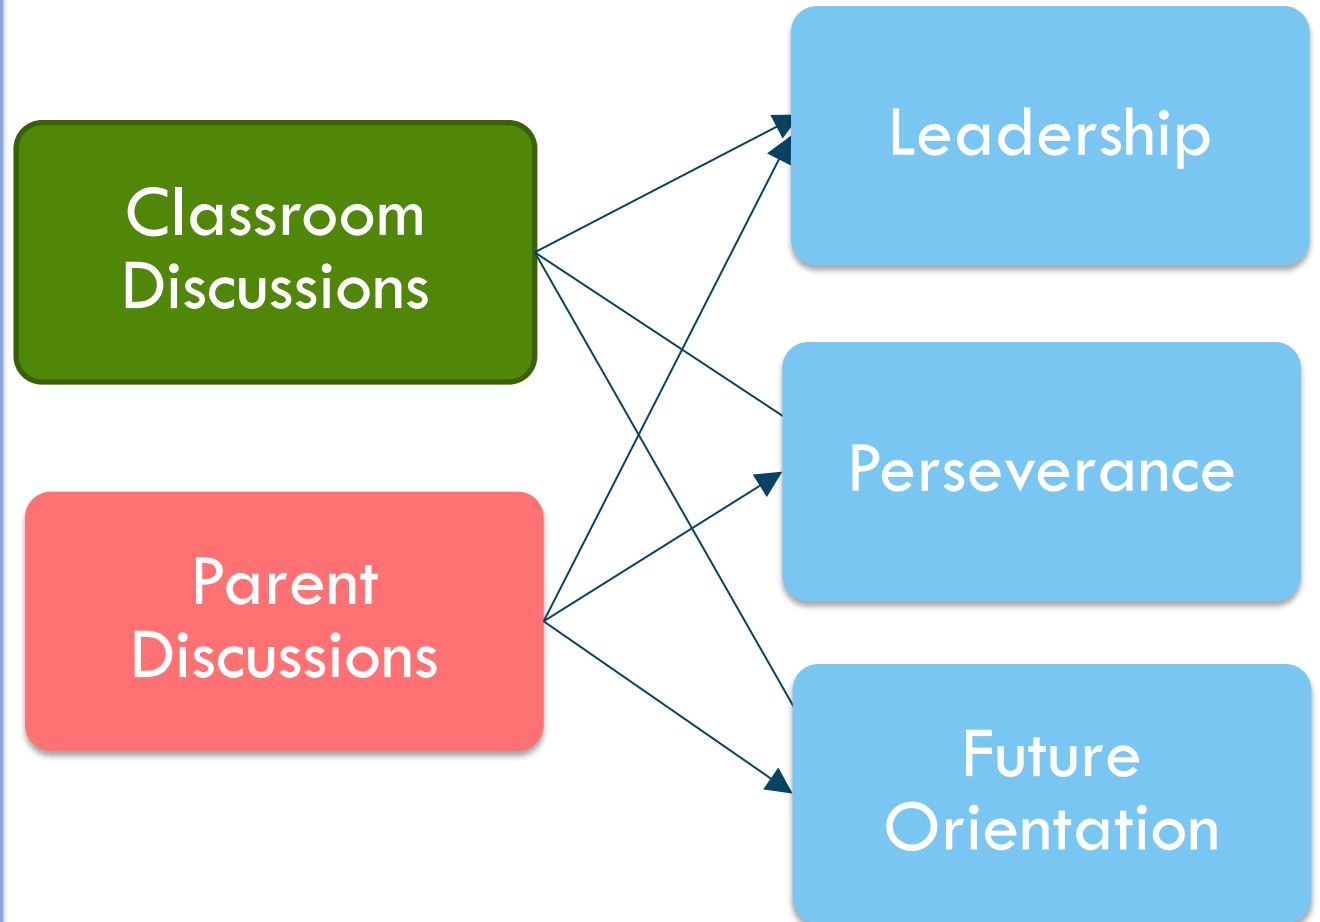 Classroom
Discussions
Parent
Discussions
Leadership
Perseverance
Future
Orientation